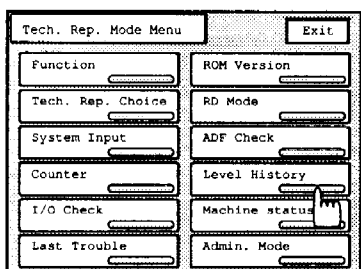 Tech. Rep. Mode Menu
Exit
Function
ROM Version
Tech. Rep. Choice
RD Mode
System Input
ADF Check
Counter
Level History
I/O Check
Machine status
Last Trouble
Admin. Mode